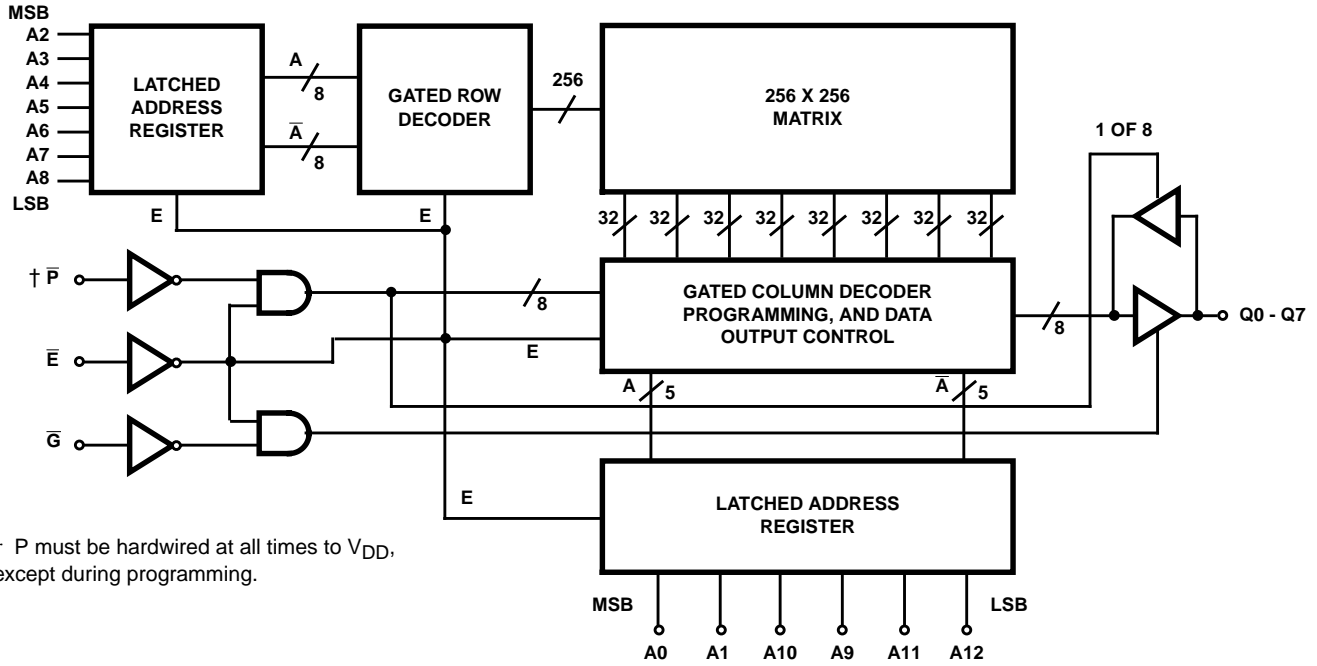 MSB
A2
A3
A4
A5
A6
A7
A8
LSB
LATCHED
ADDRESS
REGISTER
A
8
A̅
8
GATED ROW
DECODER
256
256 X 256
MATRIX
1 OF 8
E
E
32
32
32
32
32
32
32
32
† P̅
8
GATED COLUMN DECODER
PROGRAMMING, AND DATA
OUTPUT CONTROL
8
Q0 - Q7
E̅
E
A
5
A̅
5
G̅
E
LATCHED ADDRESS
REGISTER
P must be hardwired at all times to VDD,
except during programming.
MSB
LSB
A0
A1
A10
A9
A11
A12